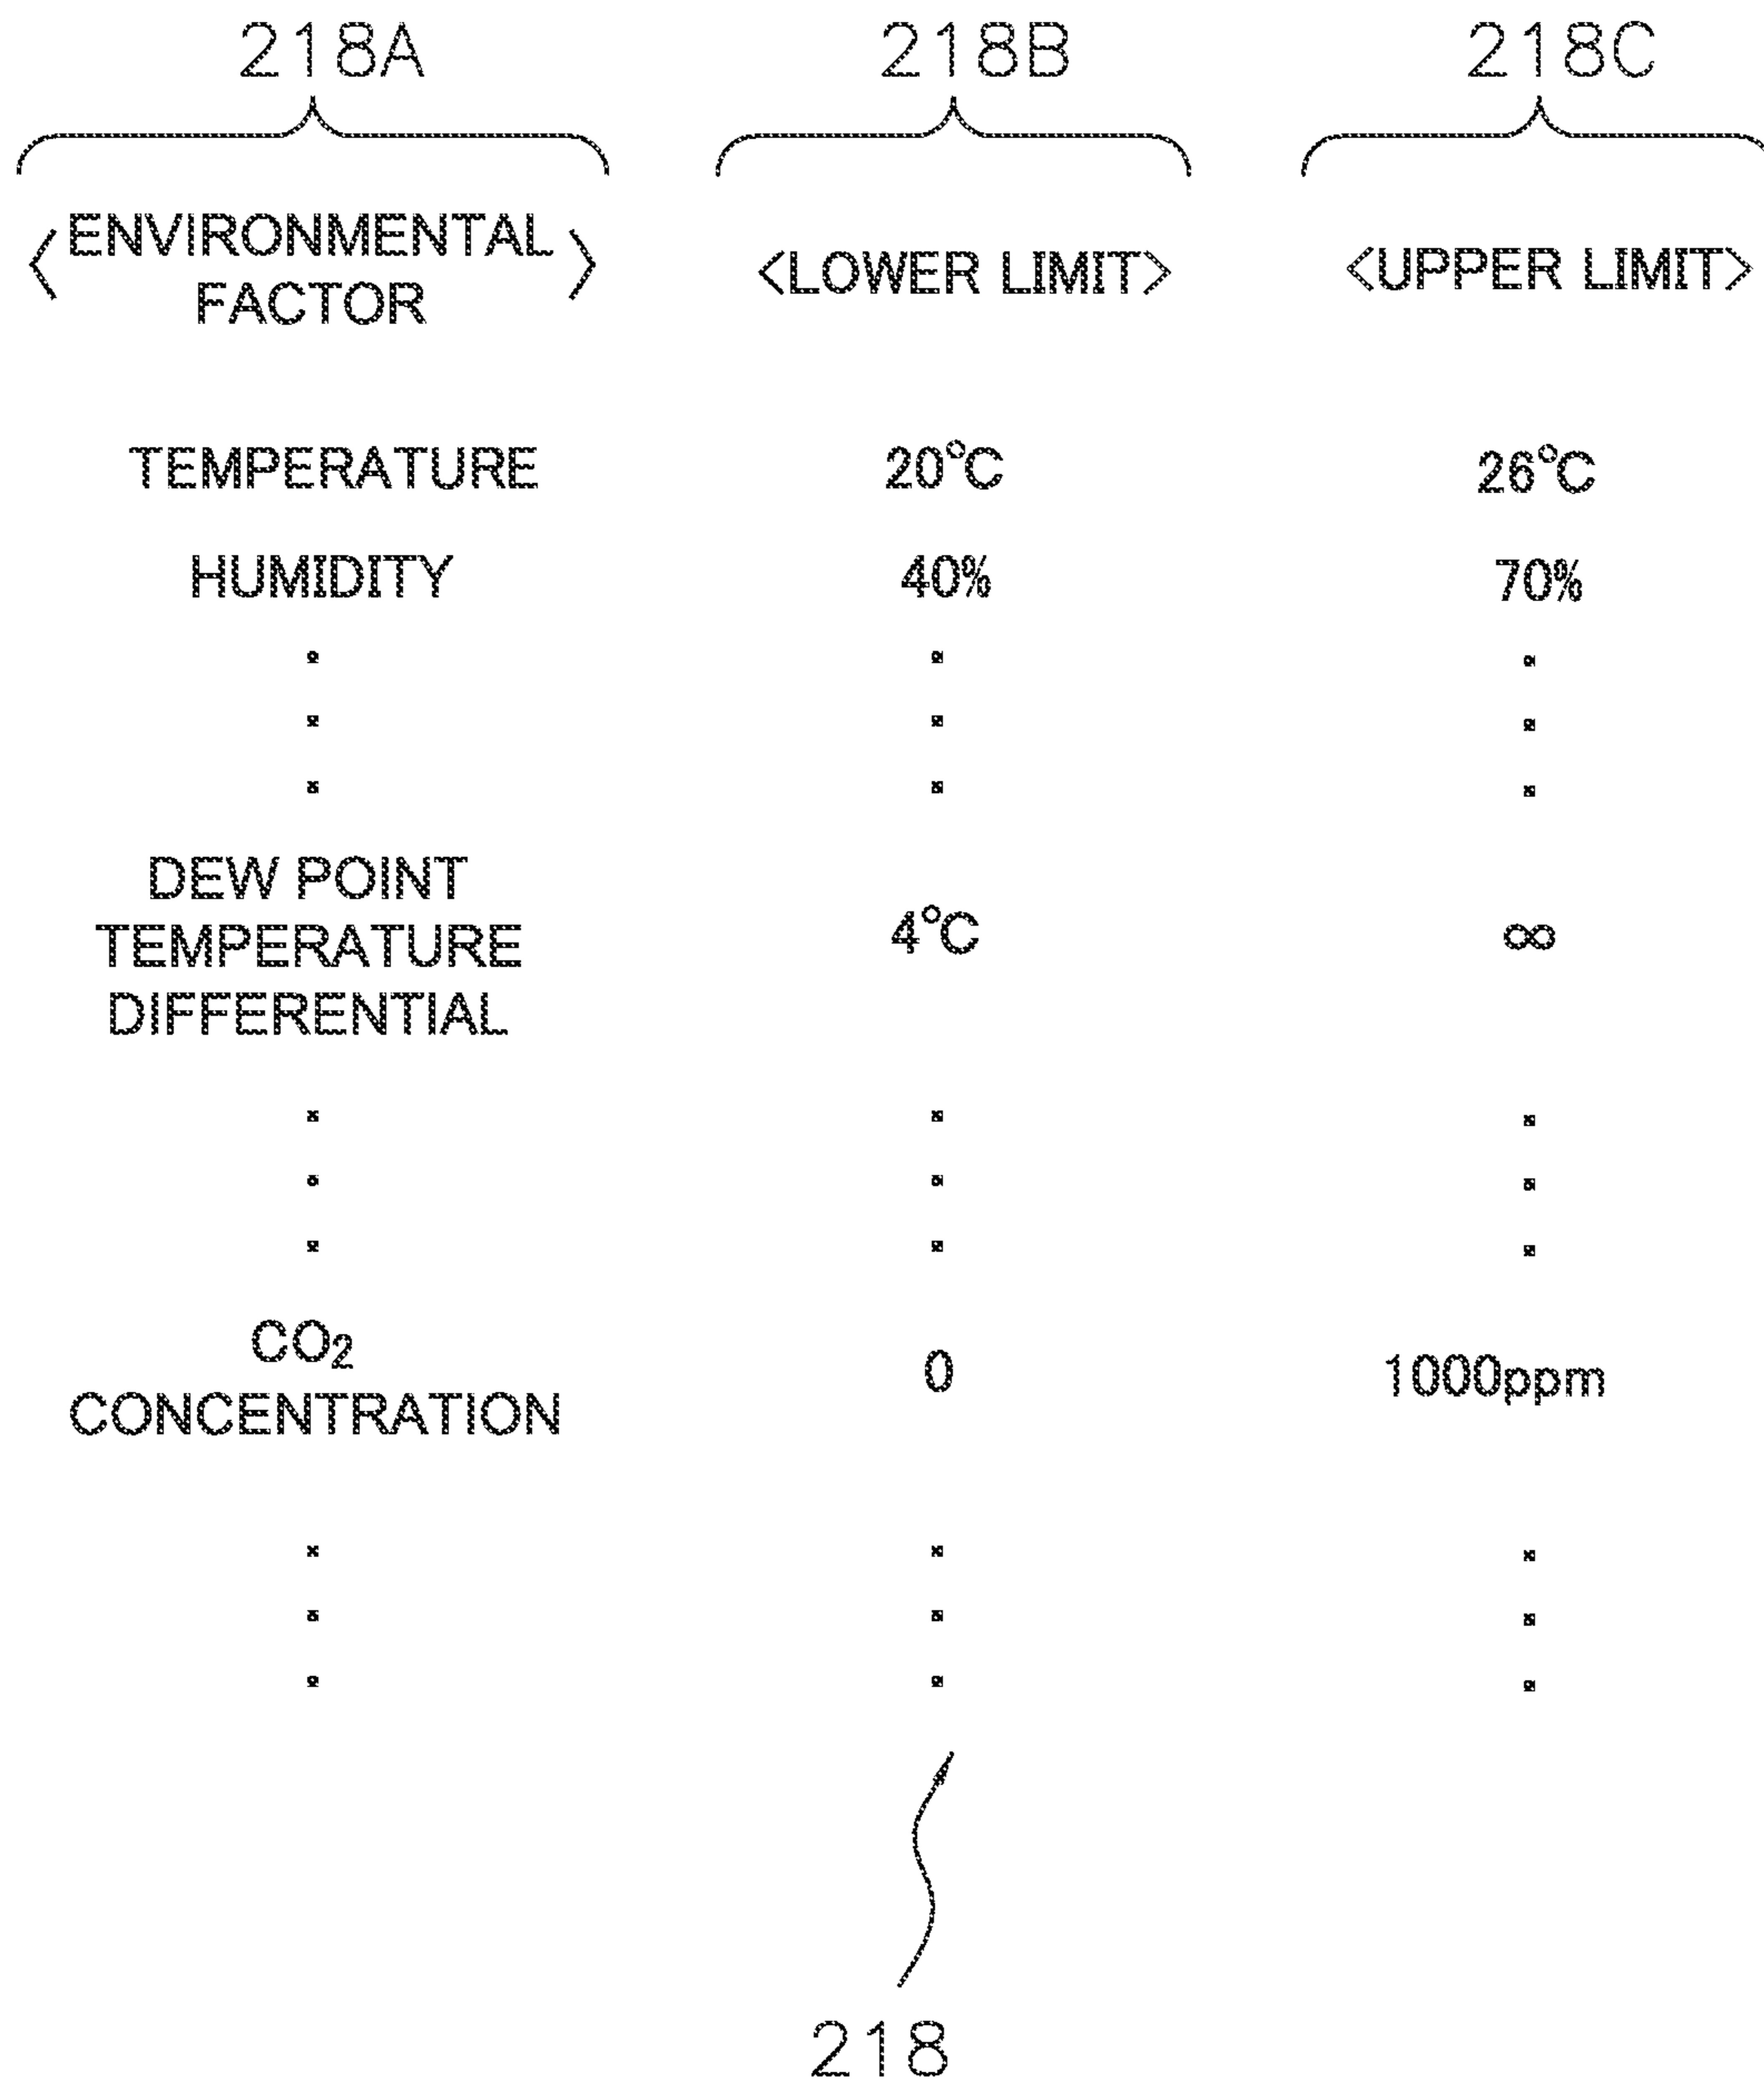 218A 218B 218C
〈ENVIRONMENTAL FACTOR〉 <LOWER LIMIT> <UPPER LIMIT>
TEMPERATURE 20°C 26°C
HUMIDITY 40% 70%
DEW POINT
TEMPERATURE 4°C ∞
DIFFERENTIAL
CO₂
CONCENTRATION 0 1000ppm
218